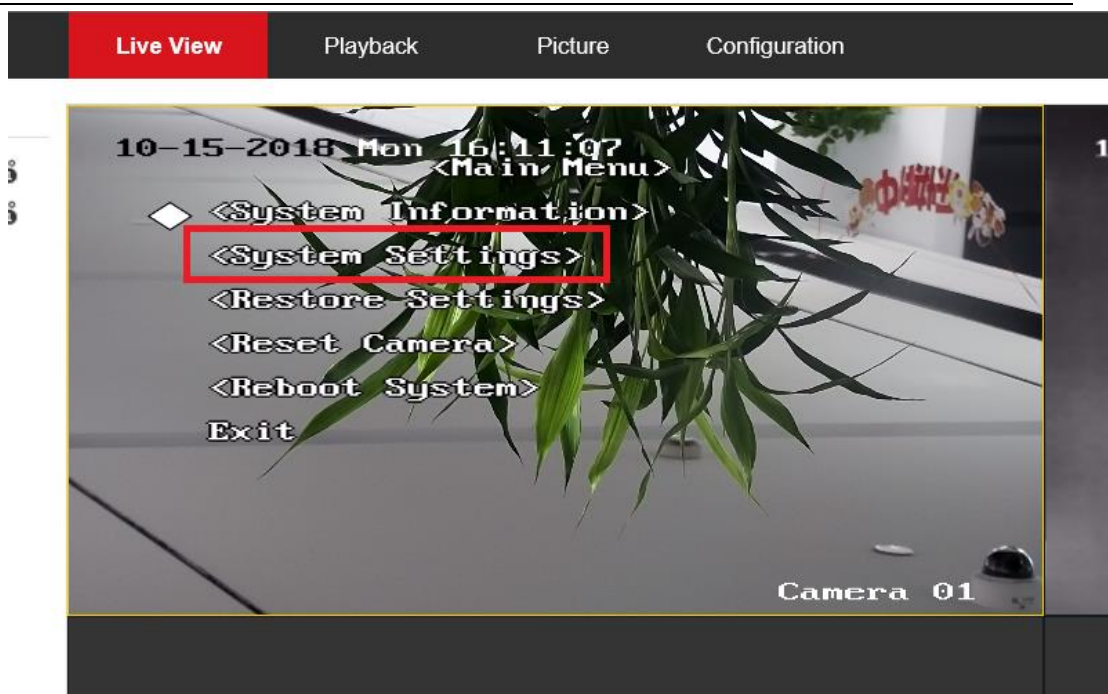 Live View Playback Picture Configuration
10-15-2018 Mon 16:11:07
<Main Menu>
<System Information>
<System Settings>
<Restore Settings>
<Reset Camera>
<Reboot System>
Exit
Camera 01